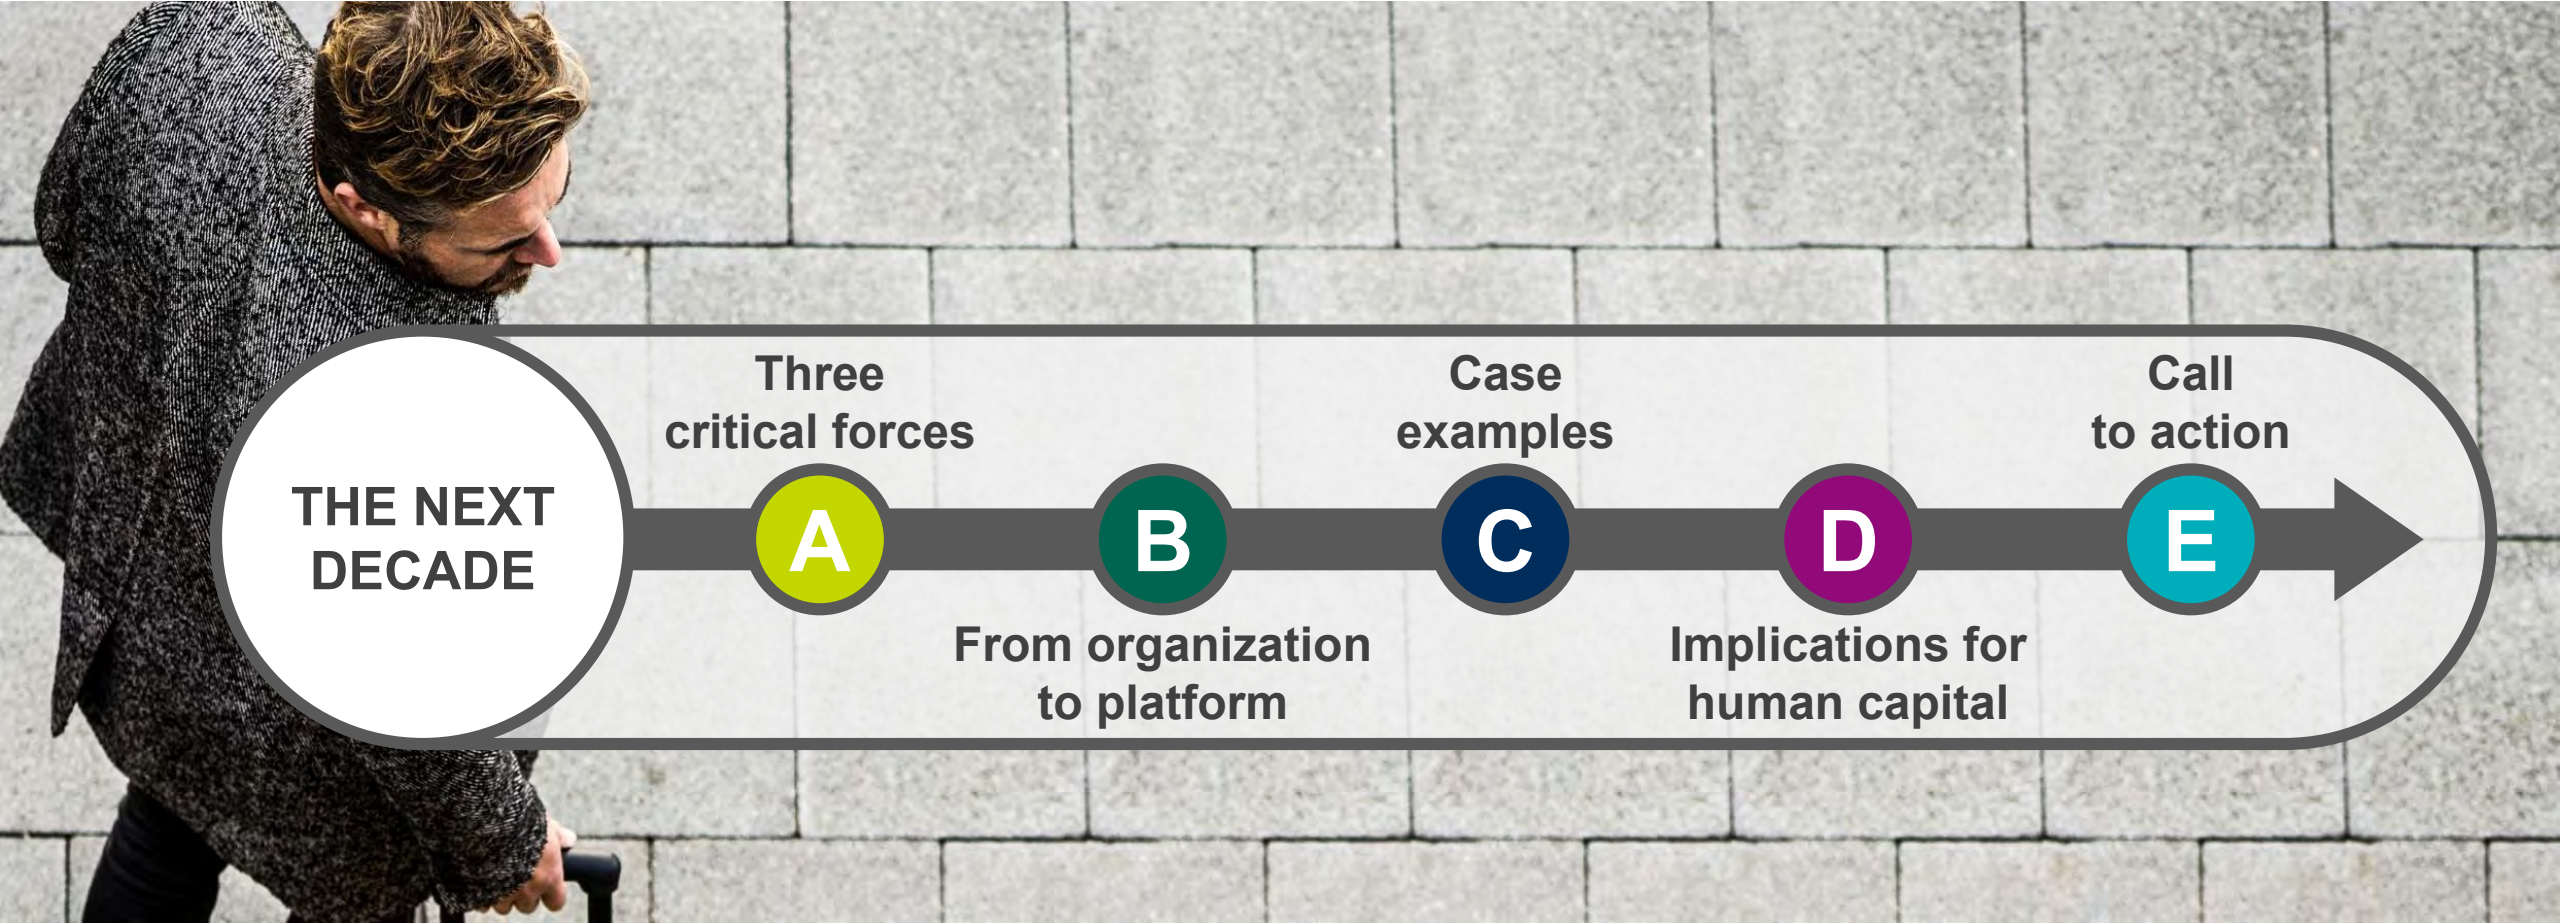 THE NEXT
DECADE
Three
critical forces
A
B
From organization
to platform
Case
examples
C
D
Implications for
human capital
Call
to action
E